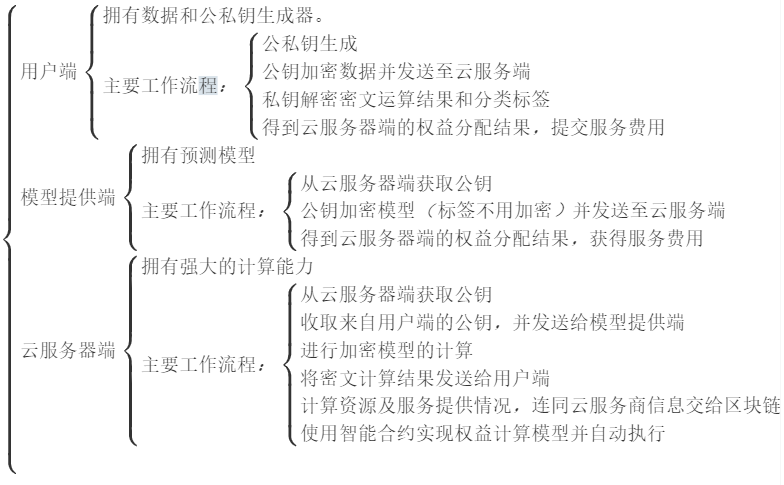 拥有数据和公私钥生成器。
公私钥生成
用户端
公钥加密数据并发送至云服务端
主要工作流程：
私钥解密密文运算结果和分类标签
得到云服务器端的权益分配结果，提交服务费用
拥有预测模型
从云服务器端获取公钥
模型提供端
主要工作流程：
公钥加密模型（标签不用加密）并发送至云服务端
得到云服务器端的权益分配结果，获得服务费用
拥有强大的计算能力
从云服务器端获取公钥
收取来自用户端的公钥，并发送给模型提供端
云服务器端
进行加密模型的计算
主要工作流程：
将密文计算结果发送给用户端
计算资源及服务提供情况，连同云服务商信息交给区块链
使用智能合约实现权益计算模型并自动执行